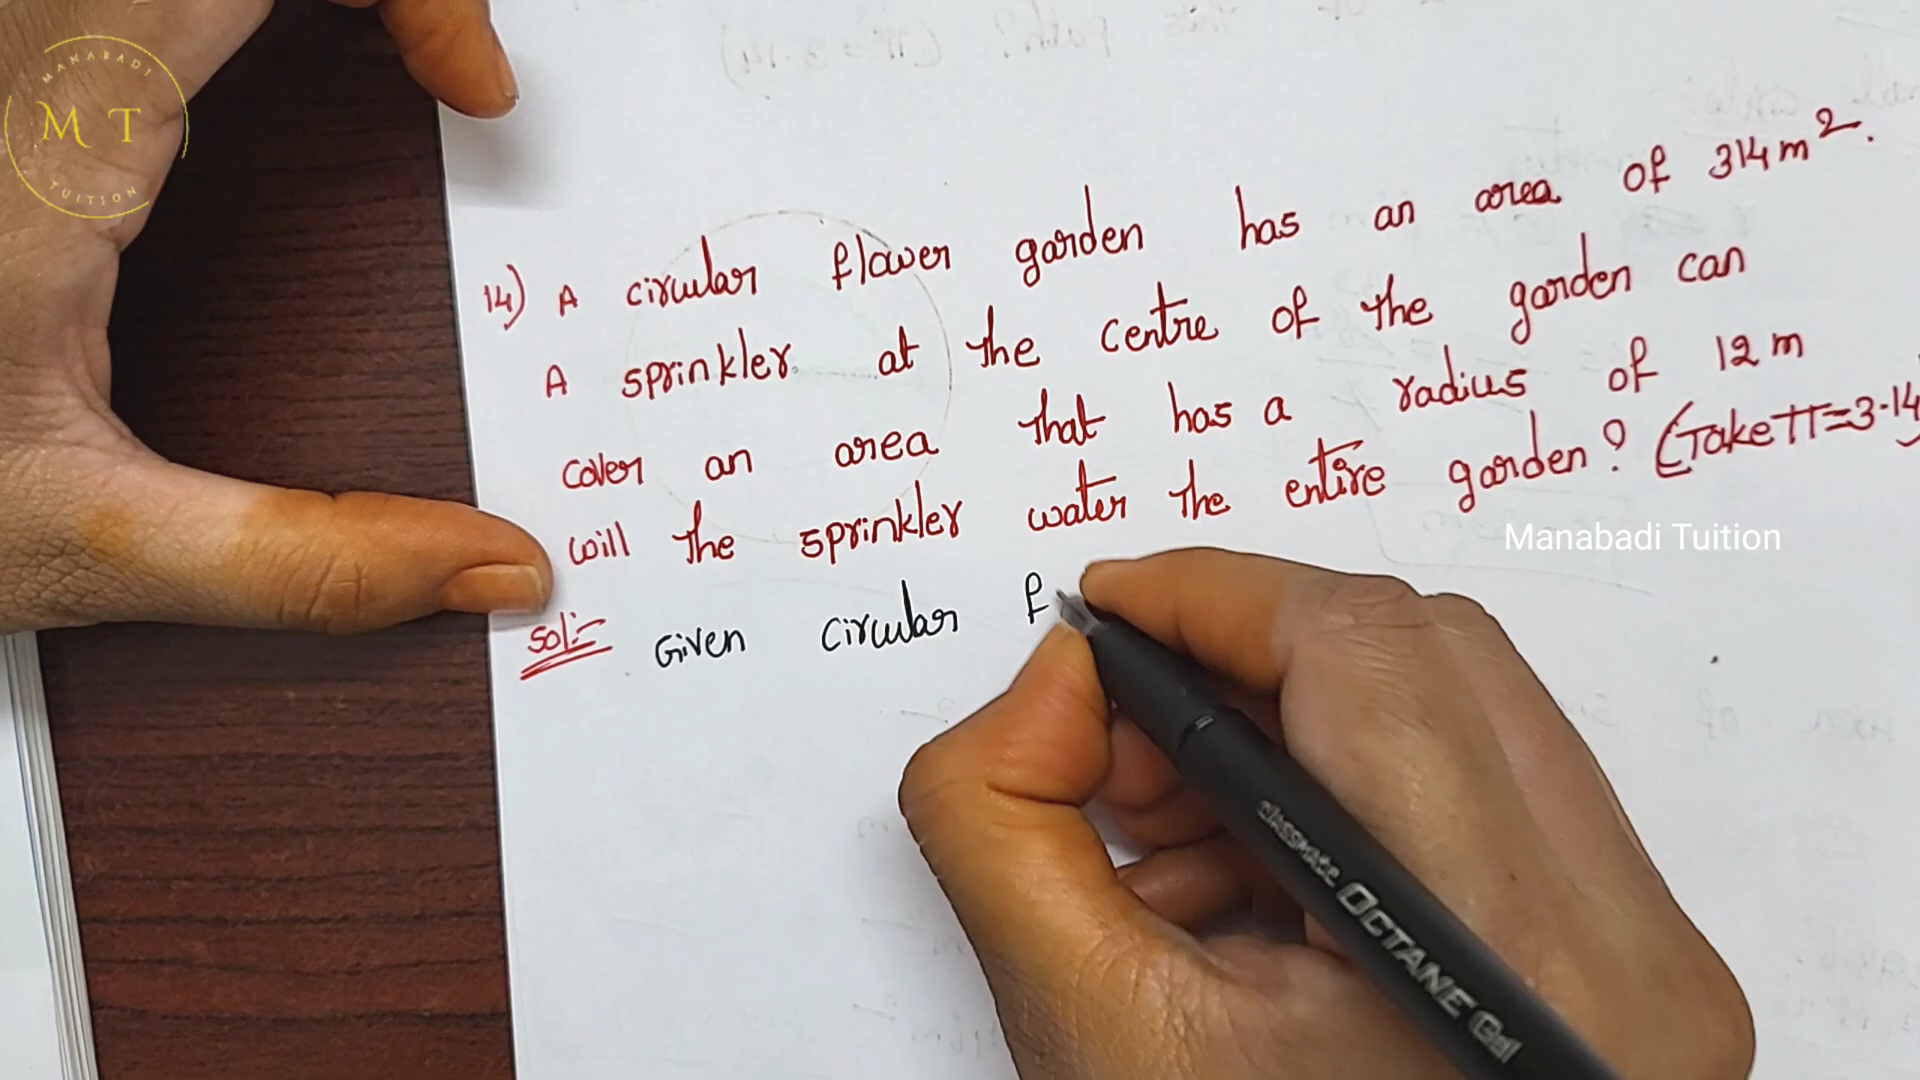 MANABADI
M T
TUITION
14) A circular flower garden has an area of 314 m².
A sprinkler at the centre of the garden can
cover an area that has a radius of 12 m
will the sprinkler water the entire garden? (Take π=3.14)
Manabadi Tuition
Sol:- Given circular f
classmate OCTANE Gel